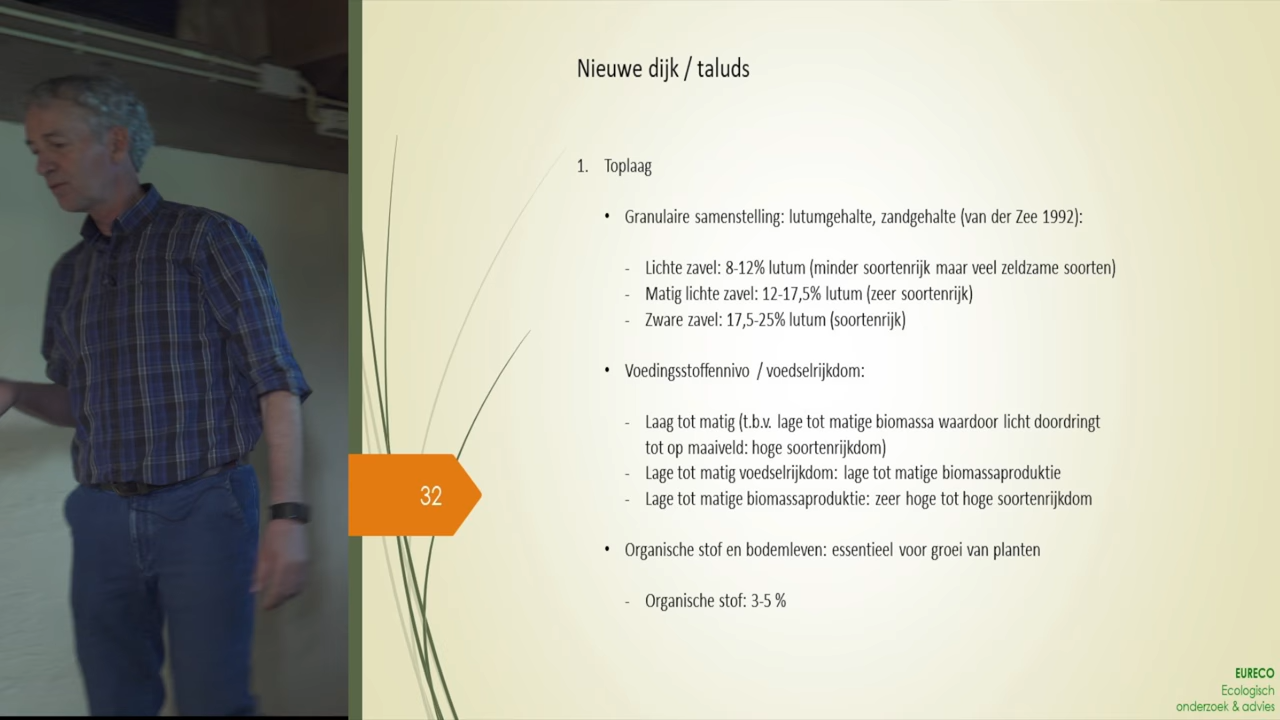 Nieuwe dijk / taluds
1. Toplaag
• Granulaire samenstelling: lutumgehalte, zandgehalte (van der Zee 1992):
- Lichte zavel: 8-12% lutum (minder soortenrijk maar veel zeldzame soorten)
- Matig lichte zavel: 12-17,5% lutum (zeer soortenrijk)
- Zware zavel: 17,5-25% lutum (soortenrijk)
• Voedingsstoffennivo / voedselrijkdom:
- Laag tot matig (t.b.v. lage tot matige biomassa waardoor licht doordringt
tot op maaiveld: hoge soortenrijkdom)
- Lage tot matig voedselrijkdom: lage tot matige biomassaproduktie
- Lage tot matige biomassaproduktie: zeer hoge tot hoge soortenrijkdom
• Organische stof en bodemleven: essentieel voor groei van planten
- Organische stof: 3-5 %
32
EURECO
Ecologisch
onderzoek & advies